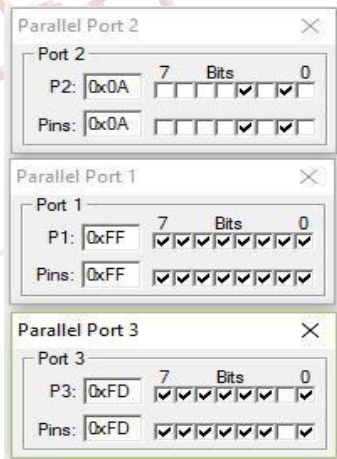 Parallel Port 2
Port 2
7 Bits 0
P2: 0x0A
Pins: 0x0A
Parallel Port 1
Port 1
7 Bits 0
P1: 0xFF
Pins: 0xFF
Parallel Port 3
Port 3
7 Bits 0
P3: 0xFD
Pins: 0xFD